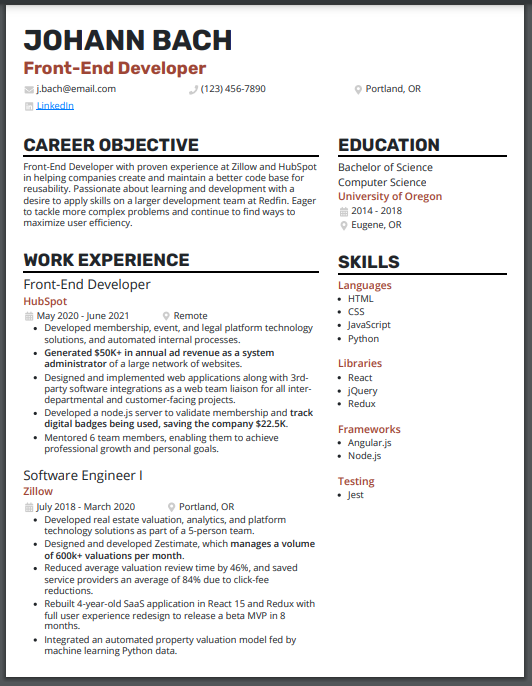 JOHANN BACH
Front-End Developer
j.bach@email.com
(123) 456-7890
Portland, OR
LinkedIn
CAREER OBJECTIVE
Front-End Developer with proven experience at Zillow and HubSpot
in helping companies create and maintain a better code base for
reusability. Passionate about learning and development with a
desire to apply skills on a larger development team at Redfin. Eager
to tackle more complex problems and continue to find ways to
maximize user efficiency.
WORK EXPERIENCE
Front-End Developer
HubSpot
May 2020 - June 2021
Remote
• Developed membership, event, and legal platform technology
solutions, and automated internal processes.
• Generated $50K+ in annual ad revenue as a system
administrator of a large network of websites.
• Designed and implemented web applications along with 3rd-
party software integrations as a web team liaison for all inter-
departmental and customer-facing projects.
• Developed a node.js server to validate membership and track
digital badges being used, saving the company $22.5K.
• Mentored 6 team members, enabling them to achieve
professional growth and personal goals.
Software Engineer I
Zillow
July 2018 - March 2020
Portland, OR
• Developed real estate valuation, analytics, and platform
technology solutions as part of a 5-person team.
• Designed and developed Zestimate, which manages a volume
of 600k+ valuations per month.
• Reduced average valuation review time by 46%, and saved
service providers an average of 84% due to click-fee
reductions.
• Rebuilt 4-year-old SaaS application in React 15 and Redux with
full user experience redesign to release a beta MVP in 8
months.
• Integrated an automated property valuation model fed by
machine learning Python data.
EDUCATION
Bachelor of Science
Computer Science
University of Oregon
2014 - 2018
Eugene, OR
SKILLS
Languages
• HTML
• CSS
• JavaScript
• Python
Libraries
• React
• jQuery
• Redux
Frameworks
• Angular.js
• Node.js
Testing
• Jest